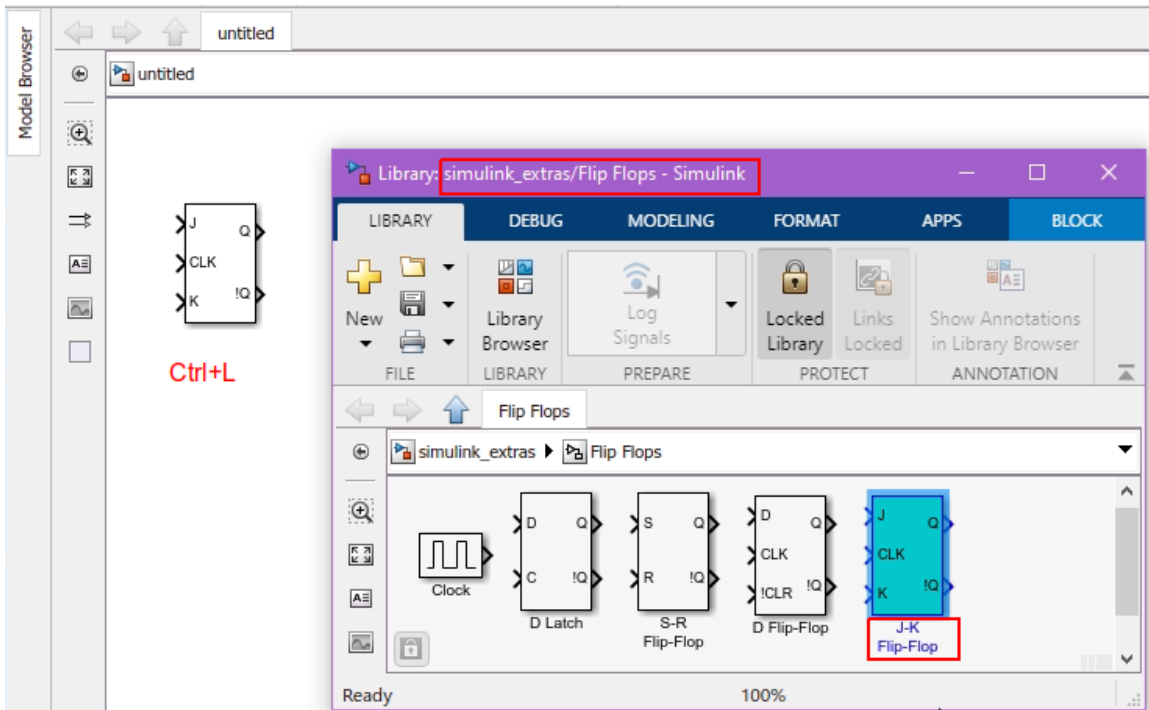 Model Browser
untitled
untitled
J
Q
CLK
K
!Q
Ctrl+L
Library: simulink_extras/Flip Flops - Simulink
LIBRARY
DEBUG
MODELING
FORMAT
APPS
BLOCK
New
Library
Browser
Log
Signals
Locked
Library
Links
Locked
Show Annotations
in Library Browser
FILE
LIBRARY
PREPARE
PROTECT
ANNOTATION
Flip Flops
simulink_extras Flip Flops
Clock
D Q
C !Q
D Latch
S Q
R !Q
S-R
Flip-Flop
D Q
CLK
!CLR !Q
D Flip-Flop
J Q
CLK
K !Q
J-K
Flip-Flop
Ready
100%